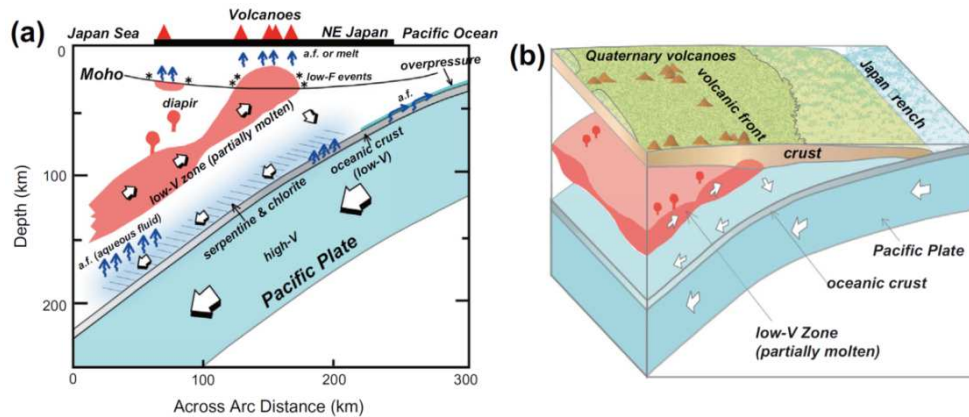 (a)
Volcanoes
Japan Sea
NE Japan
Pacific Ocean
0
100
200
Depth (km)
Moho
a.f. or melt
low-F events
overpressure
a.f.
diapir
low-V zone (partially molten)
oceanic crust
(low-V)
serpentine & chlorite
a.f. (aqueous fluid)
high-V
Pacific Plate
0
100
200
300
Across Arc Distance (km)
(b)
Quaternary volcanoes
volcanic front
Japan trench
crust
Pacific Plate
oceanic crust
low-V Zone
(partially molten)